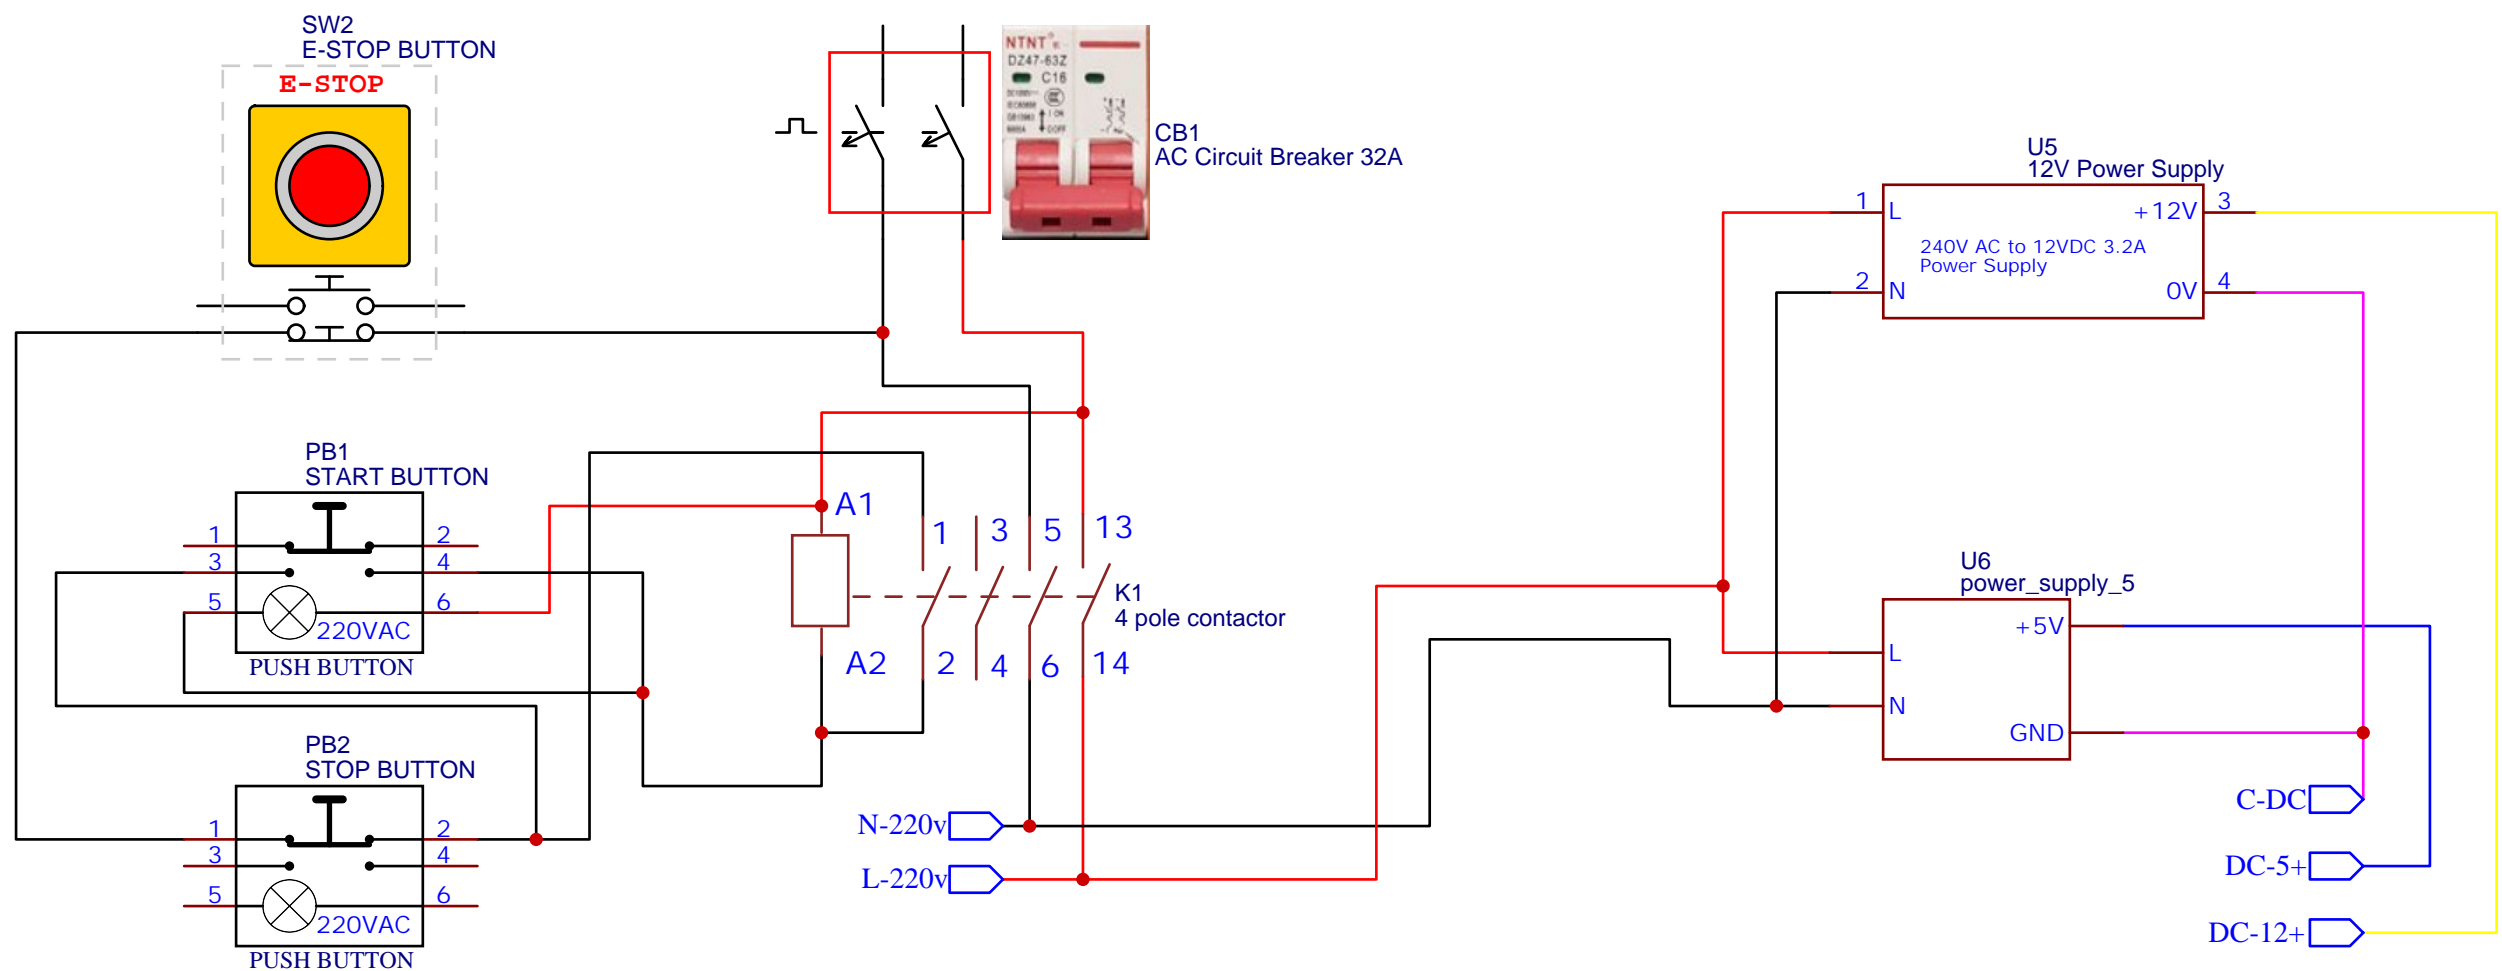 SW2
E-STOP BUTTON
E-STOP
NTNT
DZ47-63Z
C16
CB1
AC Circuit Breaker 32A
U5
12V Power Supply
1
L
+12V
3
240V AC to 12VDC 3.2A
Power Supply
2
N
0V
4
PB1
START BUTTON
1
2
3
4
5
6
220VAC
PUSH BUTTON
A1
1
3
5
13
K1
4 pole contactor
A2
2
4
6
14
U6
power_supply_5
+5V
L
N
GND
PB2
STOP BUTTON
1
2
3
4
5
6
220VAC
PUSH BUTTON
N-220v
L-220v
C-DC
DC-5+
DC-12+